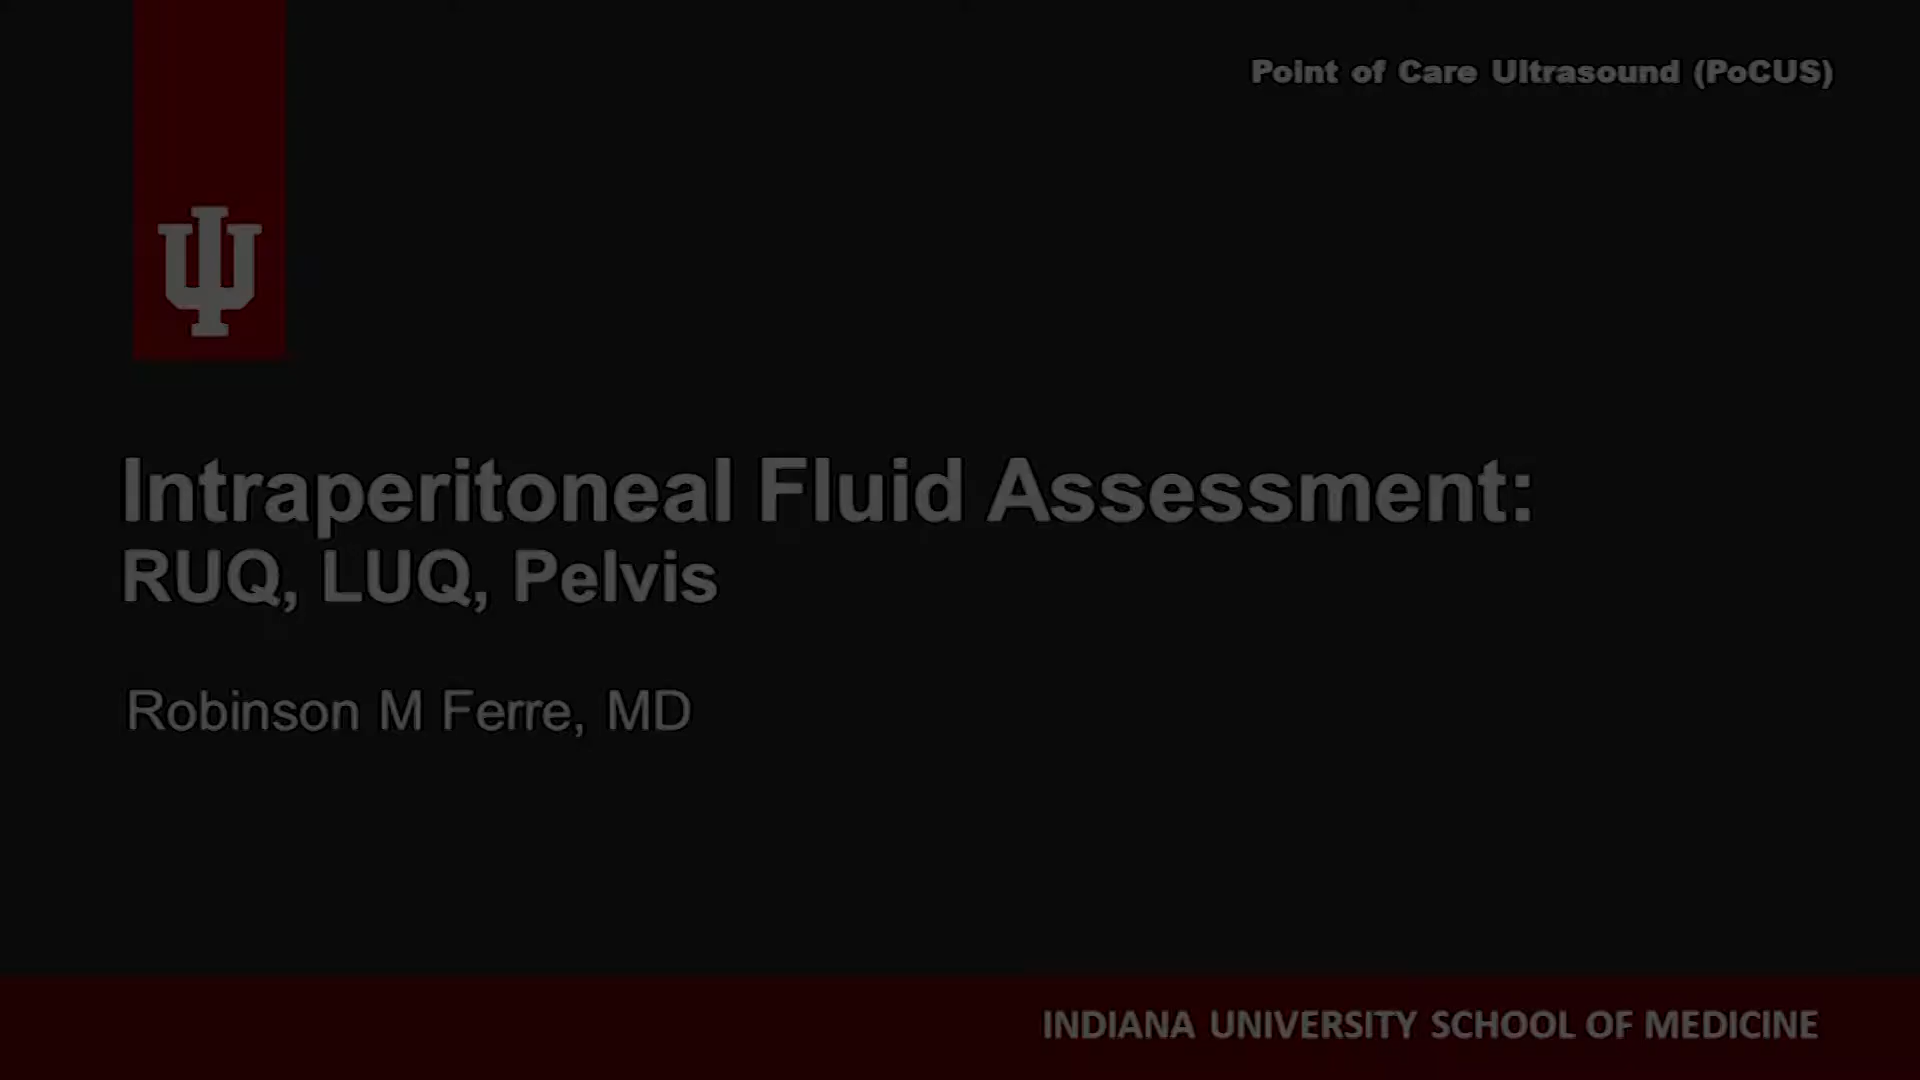 Point of Care Ultrasound (PoCUS)
Intraperitoneal Fluid Assessment:
RUQ, LUQ, Pelvis
Robinson M Ferre, MD
INDIANA UNIVERSITY SCHOOL OF MEDICINE